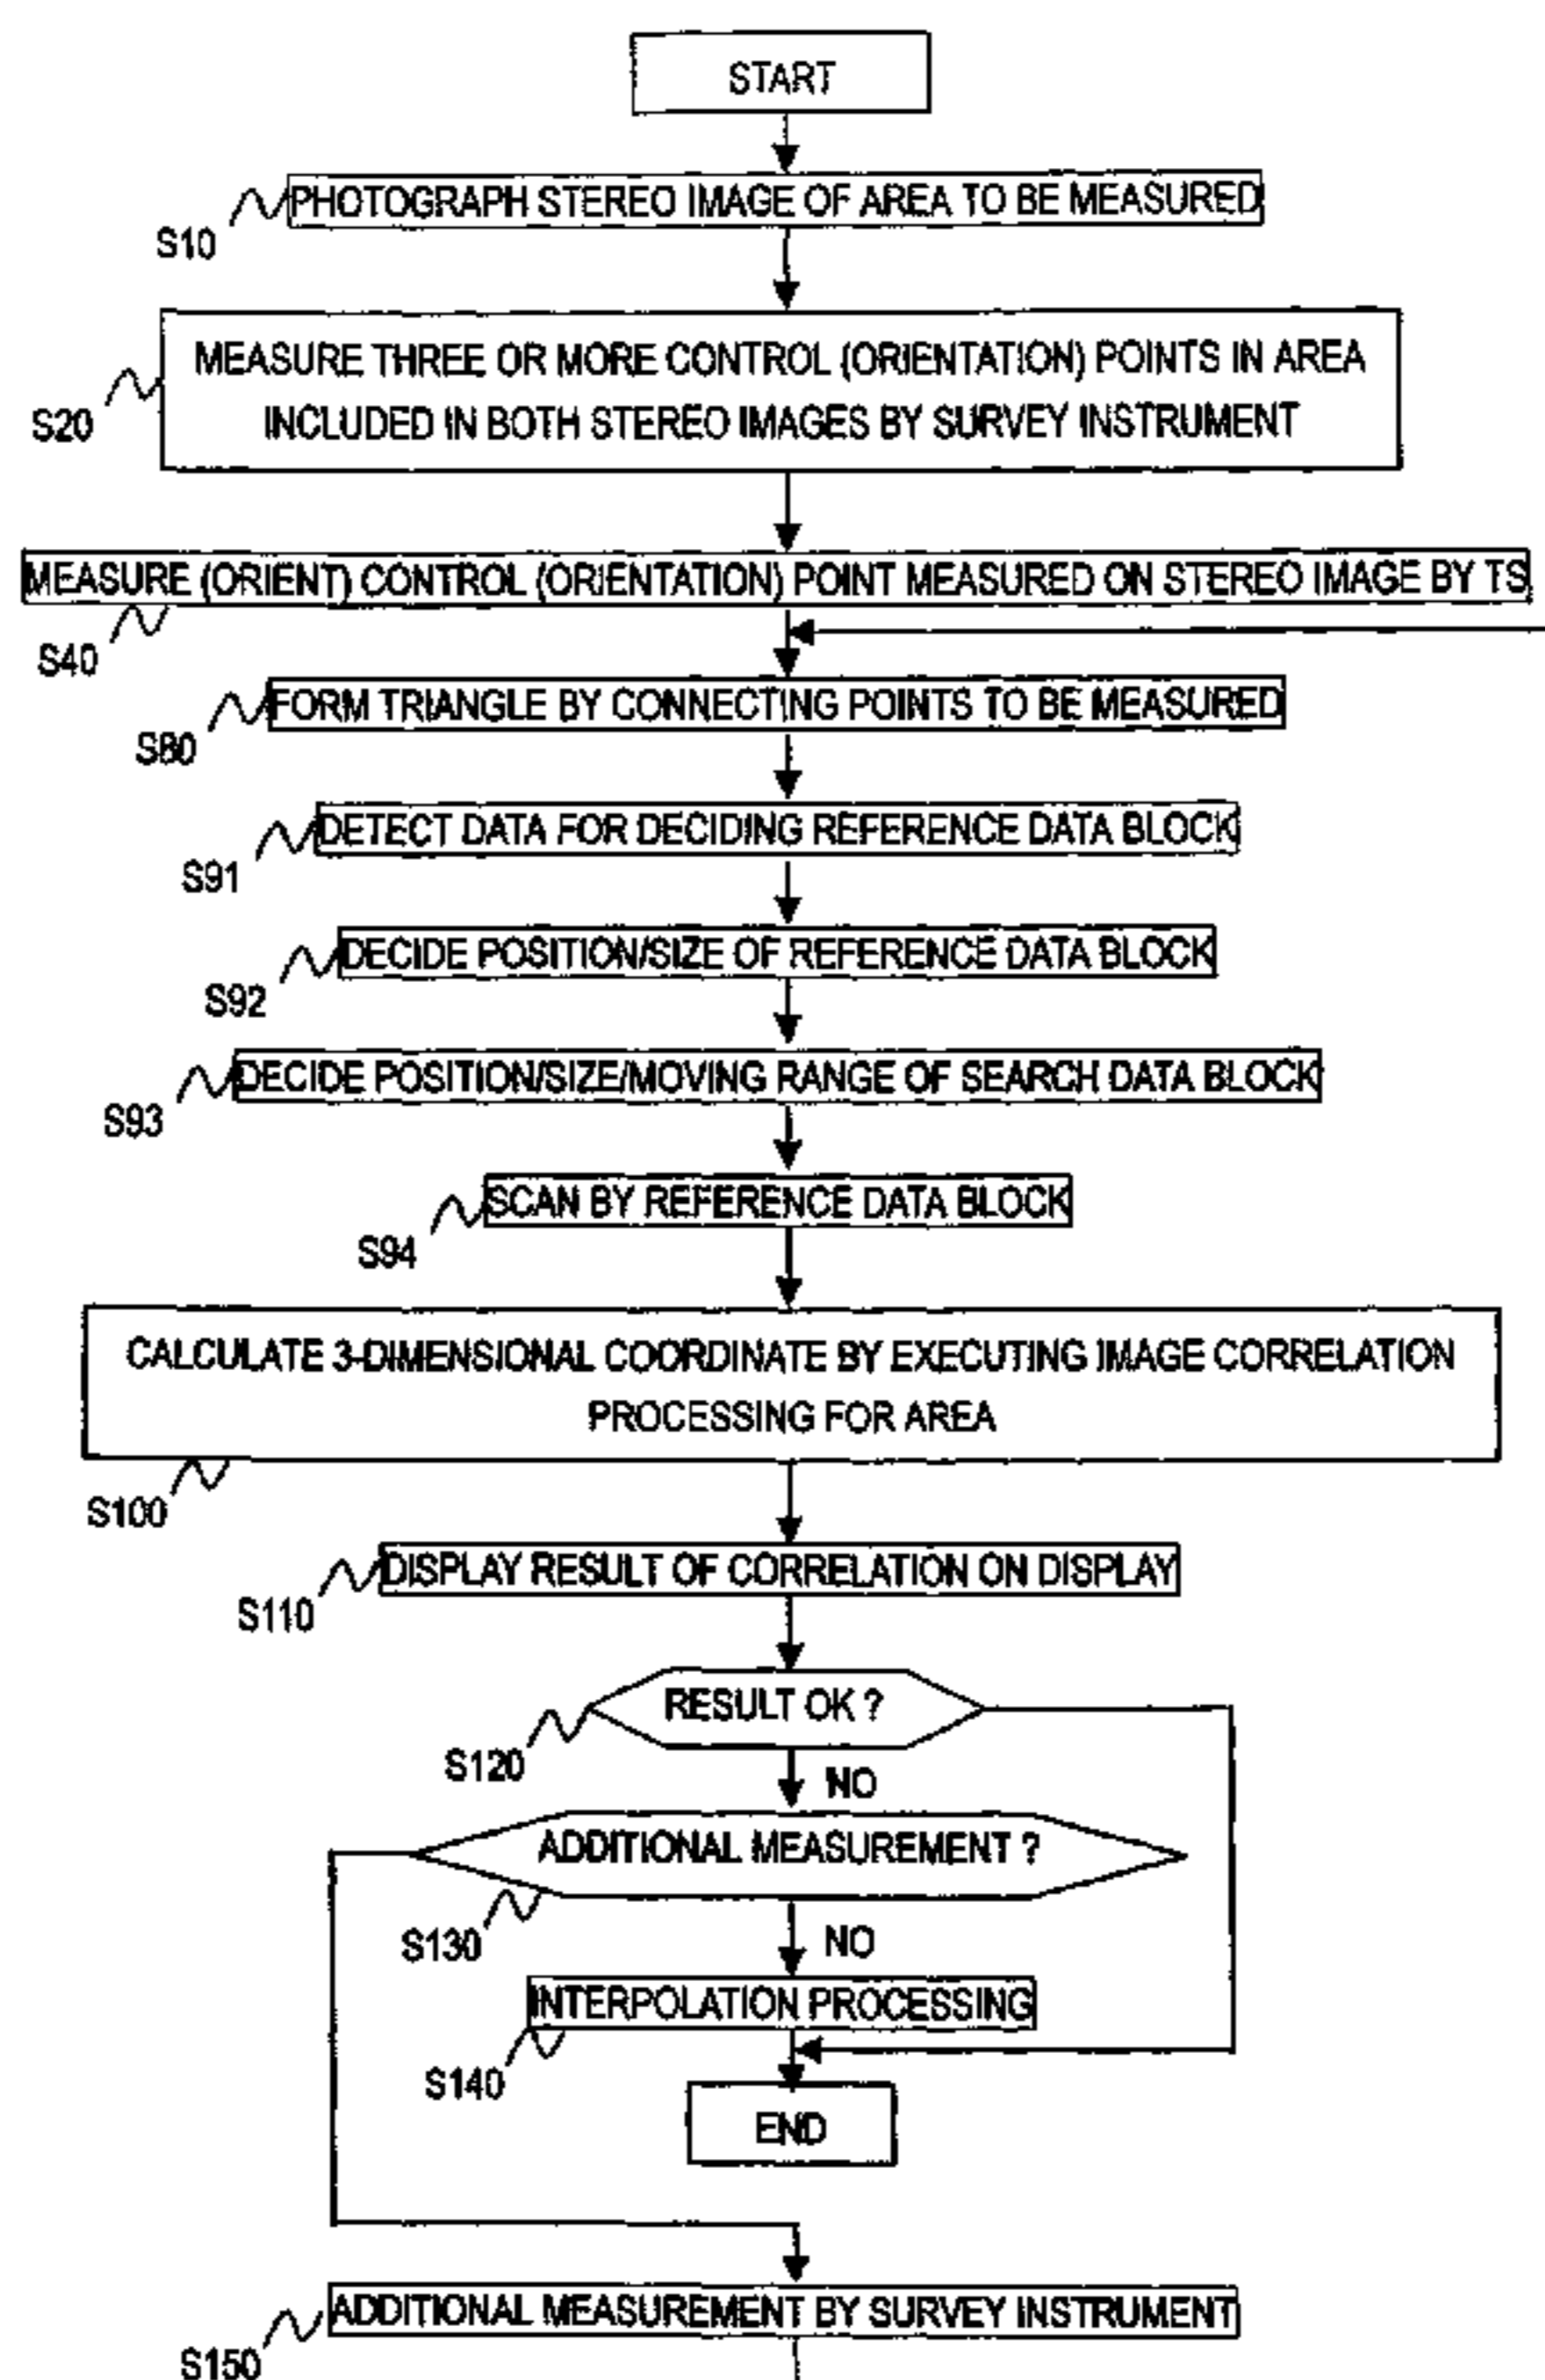 START
PHOTOGRAPH STEREO IMAGE OF AREA TO BE MEASURED
S10
MEASURE THREE OR MORE CONTROL (ORIENTATION) POINTS IN AREA
INCLUDED IN BOTH STEREO IMAGES BY SURVEY INSTRUMENT
S20
MEASURE (ORIENT) CONTROL (ORIENTATION) POINT MEASURED ON STEREO IMAGE BY TS
S40
FORM TRIANGLE BY CONNECTING POINTS TO BE MEASURED
S80
DETECT DATA FOR DECIDING REFERENCE DATA BLOCK
S91
DECIDE POSITION/SIZE OF REFERENCE DATA BLOCK
S92
DECIDE POSITION/SIZE/MOVING RANGE OF SEARCH DATA BLOCK
S93
SCAN BY REFERENCE DATA BLOCK
S94
CALCULATE 3-DIMENSIONAL COORDINATE BY EXECUTING IMAGE CORRELATION
PROCESSING FOR AREA
S100
DISPLAY RESULT OF CORRELATION ON DISPLAY
S110
RESULT OK ?
S120
NO
ADDITIONAL MEASUREMENT ?
S130
NO
INTERPOLATION PROCESSING
S140
END
ADDITIONAL MEASUREMENT BY SURVEY INSTRUMENT
S150